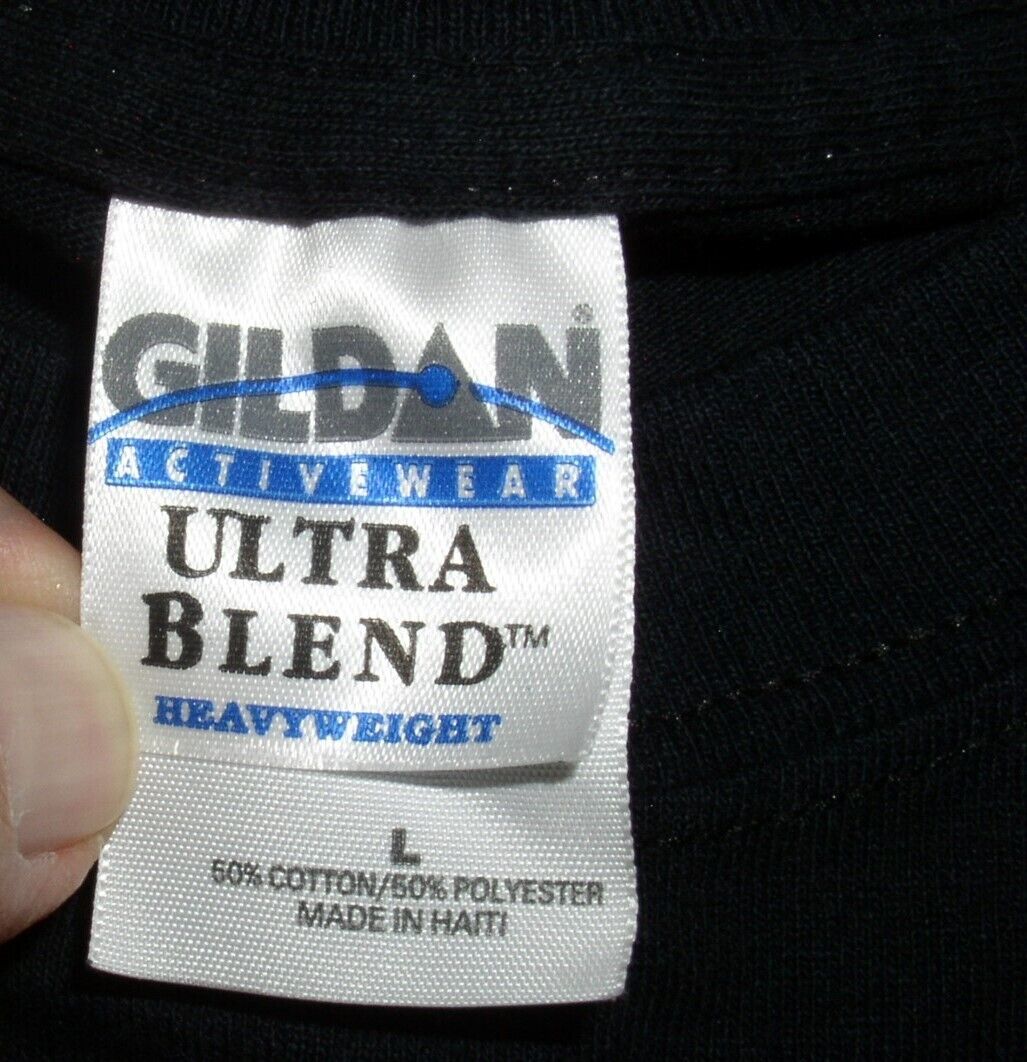 GILDAN®
ACTIVEWEAR
ULTRA
BLEND™
HEAVYWEIGHT
L
50% COTTON/50% POLYESTER
MADE IN HAITI